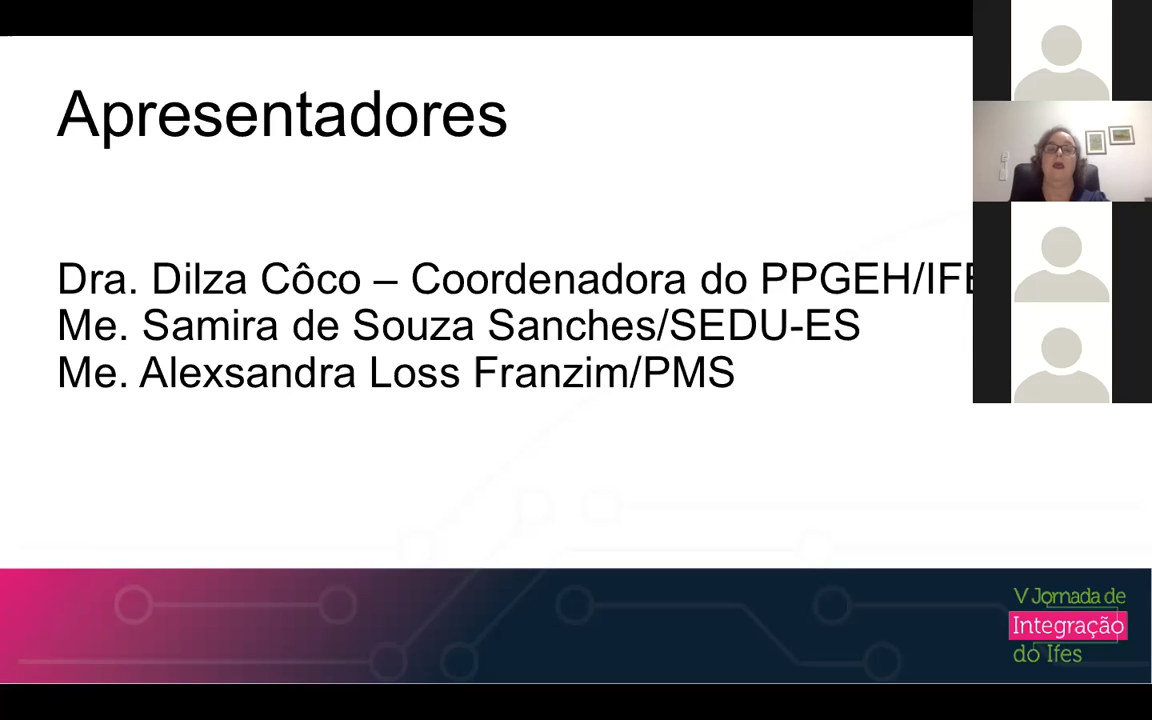 Apresentadores
Dra. Dilza Côco – Coordenadora do PPGEH/IFE
Me. Samira de Souza Sanches/SEDU-ES
Me. Alexsandra Loss Franzim/PMS
V Jornada de
Integração
do Ifes